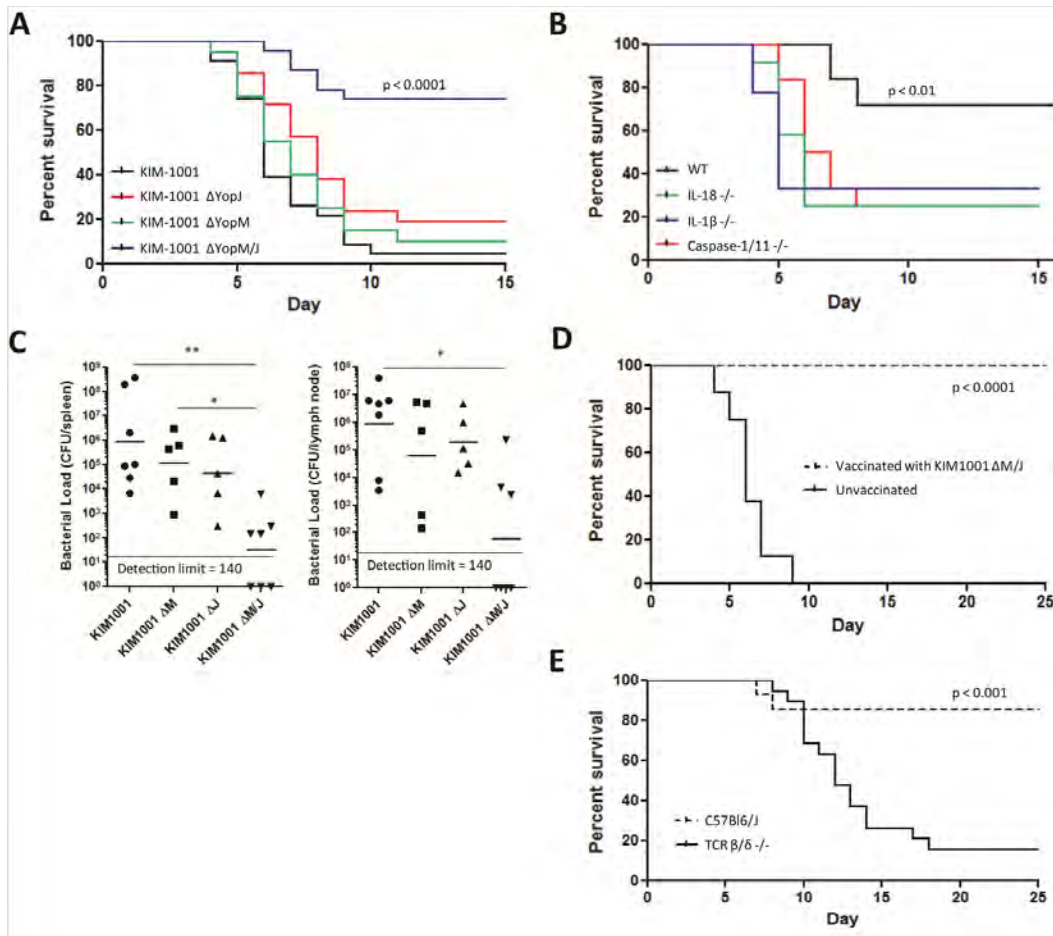 A
Percent survival
100
80
60
40
20
0
p < 0.0001
KIM-1001
KIM-1001 ΔYopJ
KIM-1001 ΔYopM
KIM-1001 ΔYopM/J
0 5 10 15
Day
B
Percent survival
100
80
60
40
20
0
p < 0.01
WT
IL-18 -/-
IL-1β -/-
Caspase-1/11 -/-
0 5 10 15
Day
C
Bacterial Load (CFU/spleen)
10⁹
10⁸
10⁷
10⁶
10⁵
10⁴
10³
10²
10¹
10⁰
**
*
Detection limit = 140
KIM1001
KIM1001 ΔM
KIM1001 ΔJ
KIM1001 ΔM/J
Bacterial Load (CFU/lymph node)
10⁸
10⁷
10⁶
10⁵
10⁴
10³
10²
10¹
10⁰
*
Detection limit = 140
KIM1001
KIM1001 ΔM
KIM1001 ΔJ
KIM1001 ΔM/J
D
Percent survival
100
80
60
40
20
0
p < 0.0001
Vaccinated with KIM1001 ΔM/J
Unvaccinated
0 5 10 15 20 25
Day
E
Percent survival
100
80
60
40
20
0
p < 0.001
C57Bl6/J
TCR β/δ -/-
0 5 10 15 20 25
Day